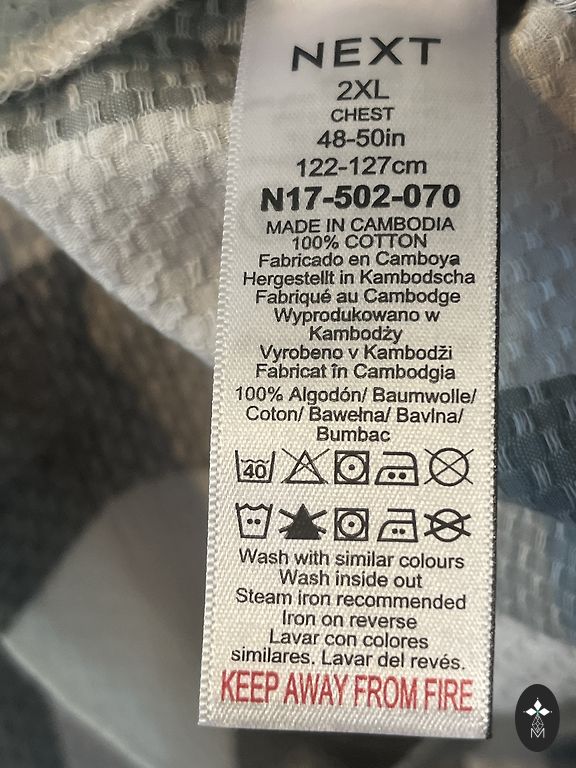 NEXT
2XL
CHEST
48-50in
122-127cm
N17-502-070
MADE IN CAMBODIA
100% COTTON
Fabricado en Camboya
Hergestellt in Kambodscha
Fabriqué au Cambodge
Wyprodukowano w
Kambodży
Vyrobeno v Kambodži
Fabricat în Cambodgia
100% Algodón/ Baumwolle/
Coton/ Bawełna/ Bavlna/
Bumbac
40
Wash with similar colours
Wash inside out
Steam iron recommended
Iron on reverse
Lavar con colores
similares. Lavar del revés.
KEEP AWAY FROM FIRE
M